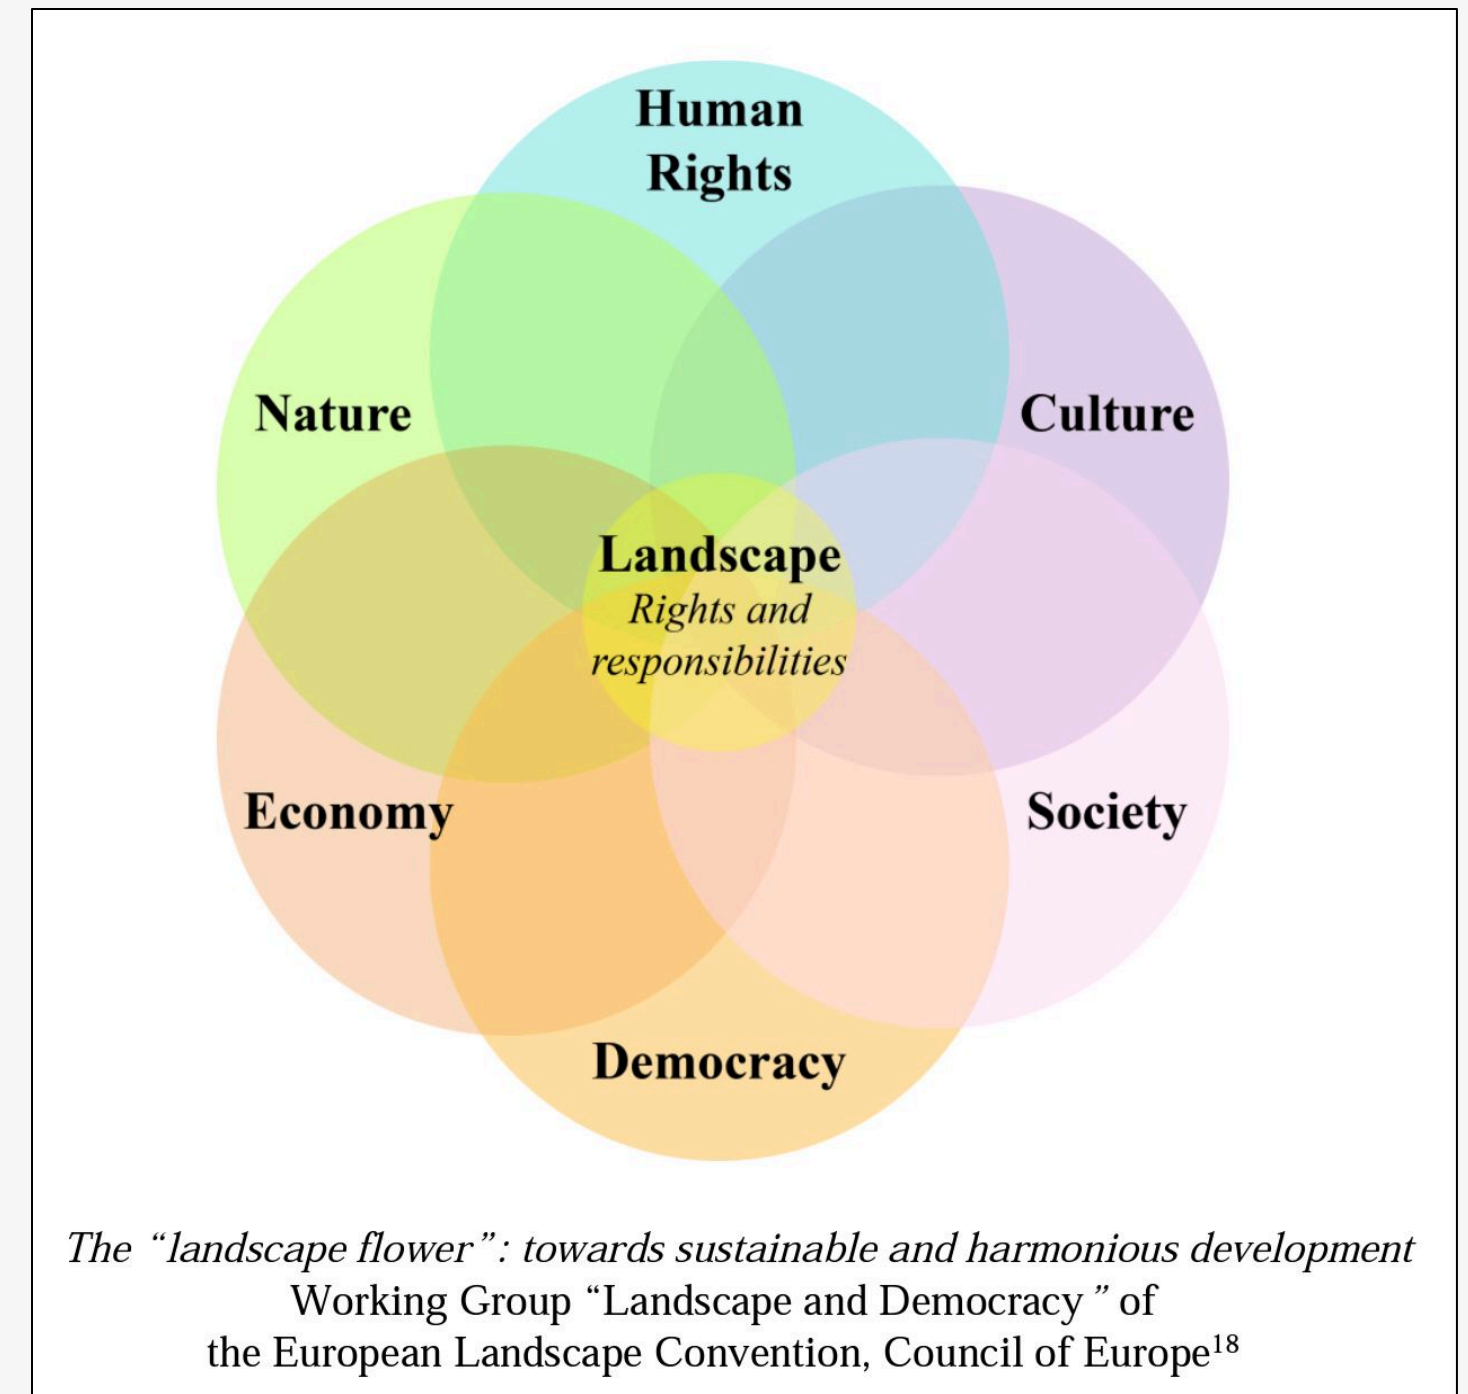 Human
Rights
Nature
Culture
Landscape
Rights and
responsibilities
Economy
Society
Democracy
The “landscape flower”: towards sustainable and harmonious development
Working Group “Landscape and Democracy ” of
the European Landscape Convention, Council of Europe¹⁸